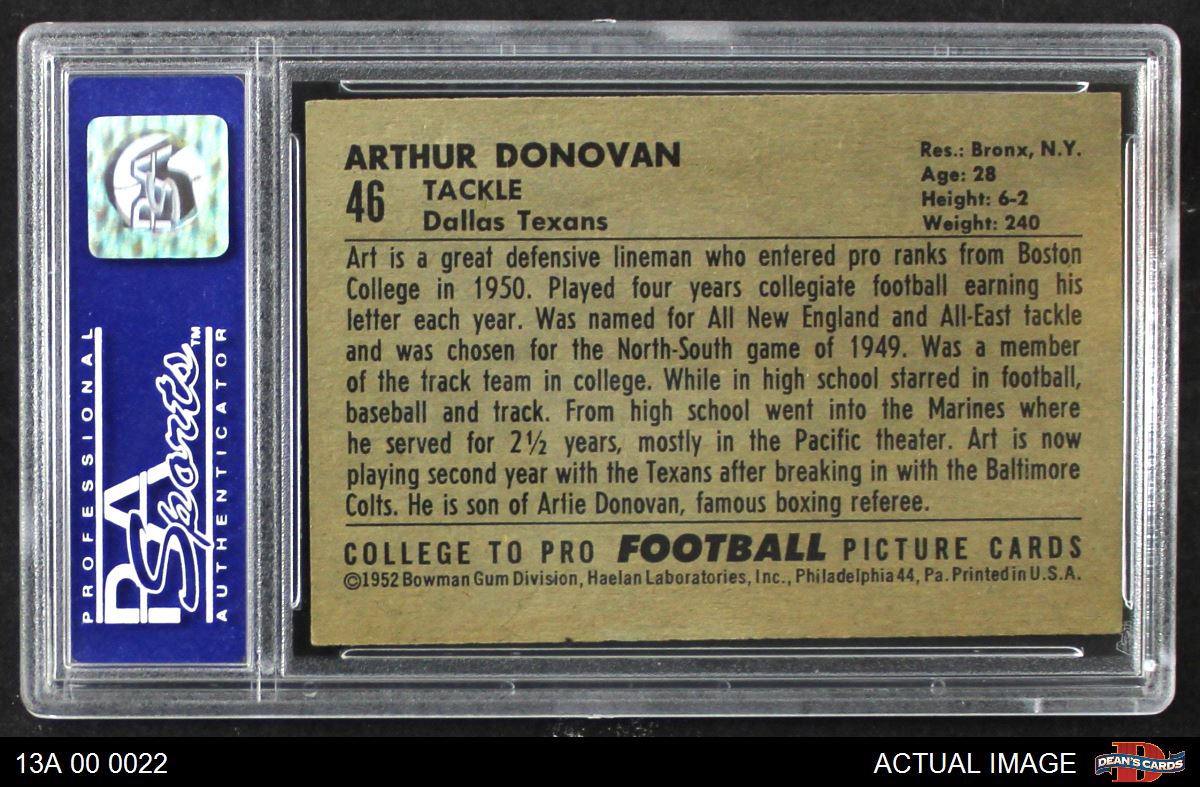 PSA
PROFESSIONAL
PSA
Sports™
AUTHENTICATOR
ARTHUR DONOVAN
46
TACKLE
Dallas Texans
Res.: Bronx, N.Y.
Age: 28
Height: 6-2
Weight: 240
Art is a great defensive lineman who entered pro ranks from Boston
College in 1950. Played four years collegiate football earning his
letter each year. Was named for All New England and All-East tackle
and was chosen for the North-South game of 1949. Was a member
of the track team in college. While in high school starred in football,
baseball and track. From high school went into the Marines where
he served for 2½ years, mostly in the Pacific theater. Art is now
playing second year with the Texans after breaking in with the Baltimore
Colts. He is son of Artie Donovan, famous boxing referee.
COLLEGE TO PRO FOOTBALL PICTURE CARDS
©1952 Bowman Gum Division, Haelan Laboratories, Inc., Philadelphia 44, Pa. Printed in U.S.A.
13A 00 0022
ACTUAL IMAGE
DEAN'S CARDS